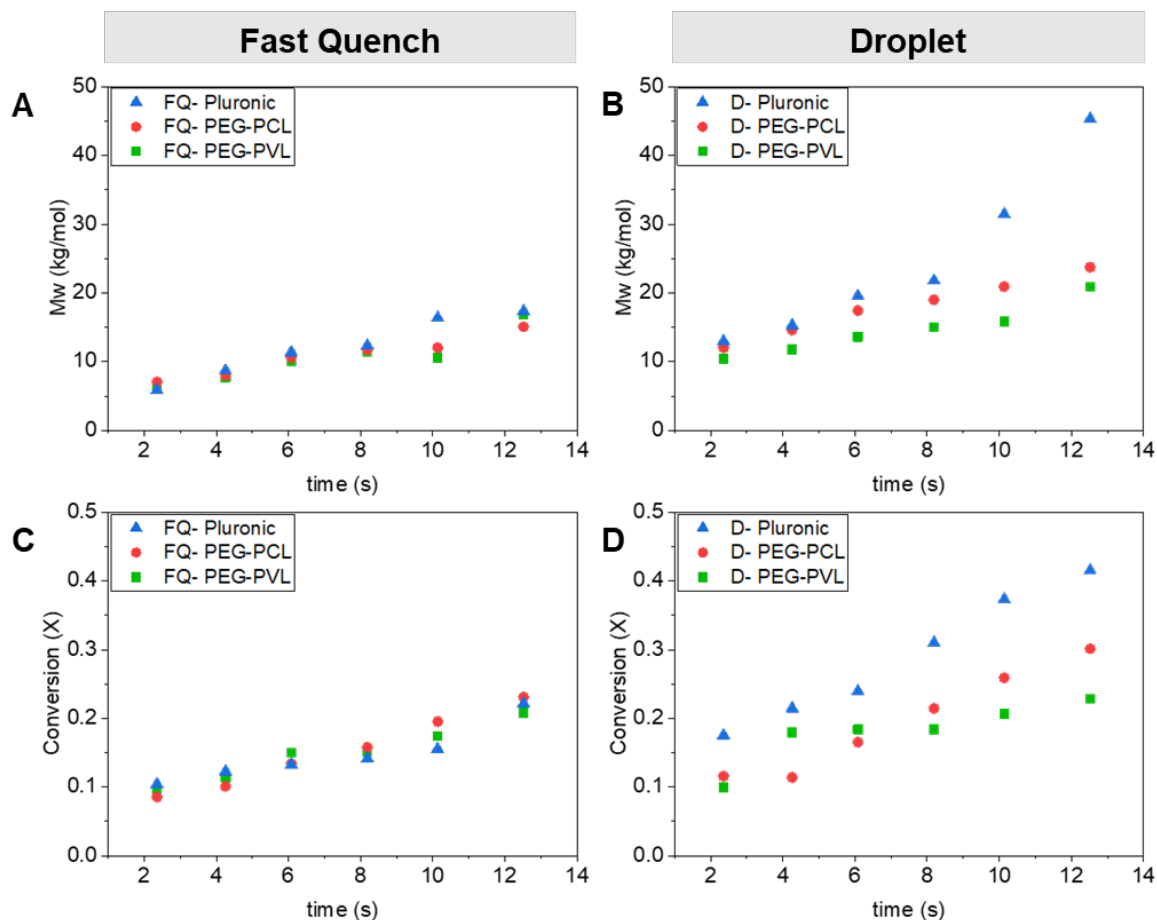 Fast Quench
Droplet
A
FQ- Pluronic
FQ- PEG-PCL
FQ- PEG-PVL
50
40
30
20
10
0
Mw (kg/mol)
2 4 6 8 10 12 14
time (s)
B
D- Pluronic
D- PEG-PCL
D- PEG-PVL
50
40
30
20
10
0
Mw (kg/mol)
2 4 6 8 10 12 14
time (s)
C
FQ- Pluronic
FQ- PEG-PCL
FQ- PEG-PVL
0.5
0.4
0.3
0.2
0.1
0.0
Conversion (X)
2 4 6 8 10 12 14
time (s)
D
D- Pluronic
D- PEG-PCL
D- PEG-PVL
0.5
0.4
0.3
0.2
0.1
0.0
Conversion (X)
2 4 6 8 10 12 14
time (s)